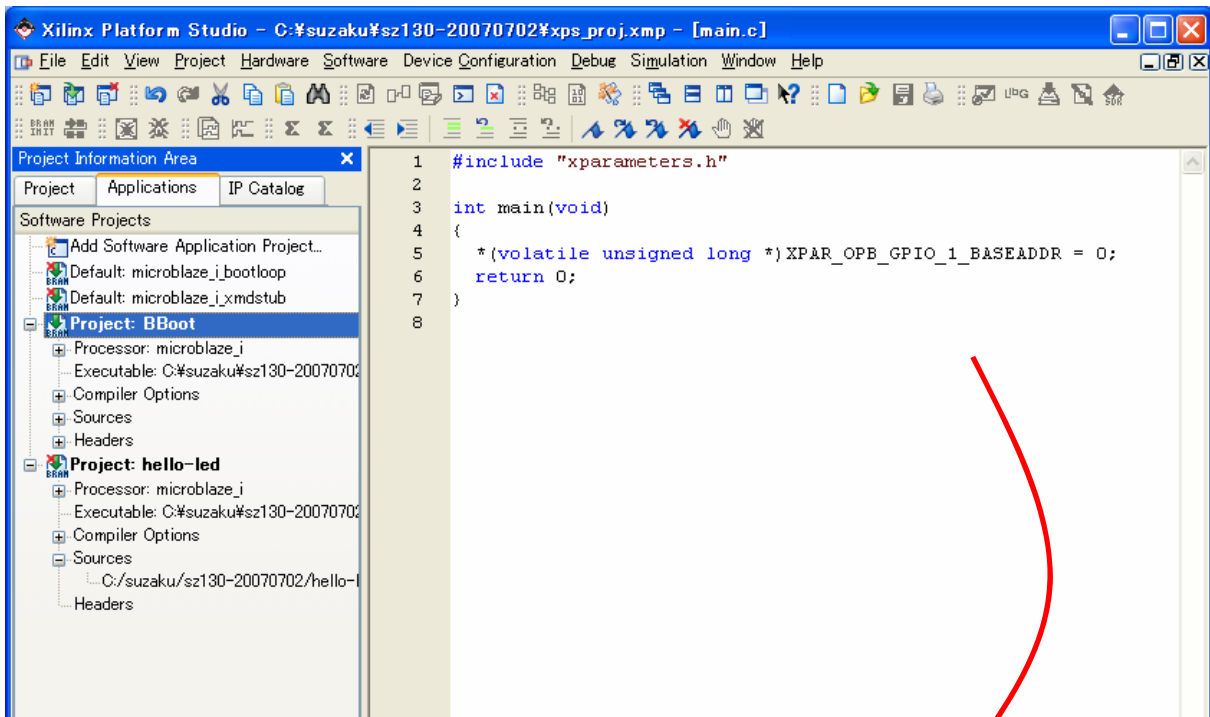 Xilinx Platform Studio - C:¥suzaku¥sz130-20070702¥xps_proj.xmp - [main.c]
File Edit View Project Hardware Software Device Configuration Debug Simulation Window Help
Project Information Area
Project Applications IP Catalog
Software Projects
Add Software Application Project...
Default: microblaze_i_bootloop
Default: microblaze_i_xmdstub
Project: BBoot
Processor: microblaze_i
Executable: C:¥suzaku¥sz130-20070702
Compiler Options
Sources
Headers
Project: hello-led
Processor: microblaze_i
Executable: C:¥suzaku¥sz130-20070702
Compiler Options
Sources
C:/suzaku/sz130-20070702/hello-l
Headers
1 #include "xparameters.h"
2
3 int main(void)
4 {
5 *(volatile unsigned long *)XPAR_OPB_GPIO_1_BASEADDR = 0;
6 return 0;
7 }
8